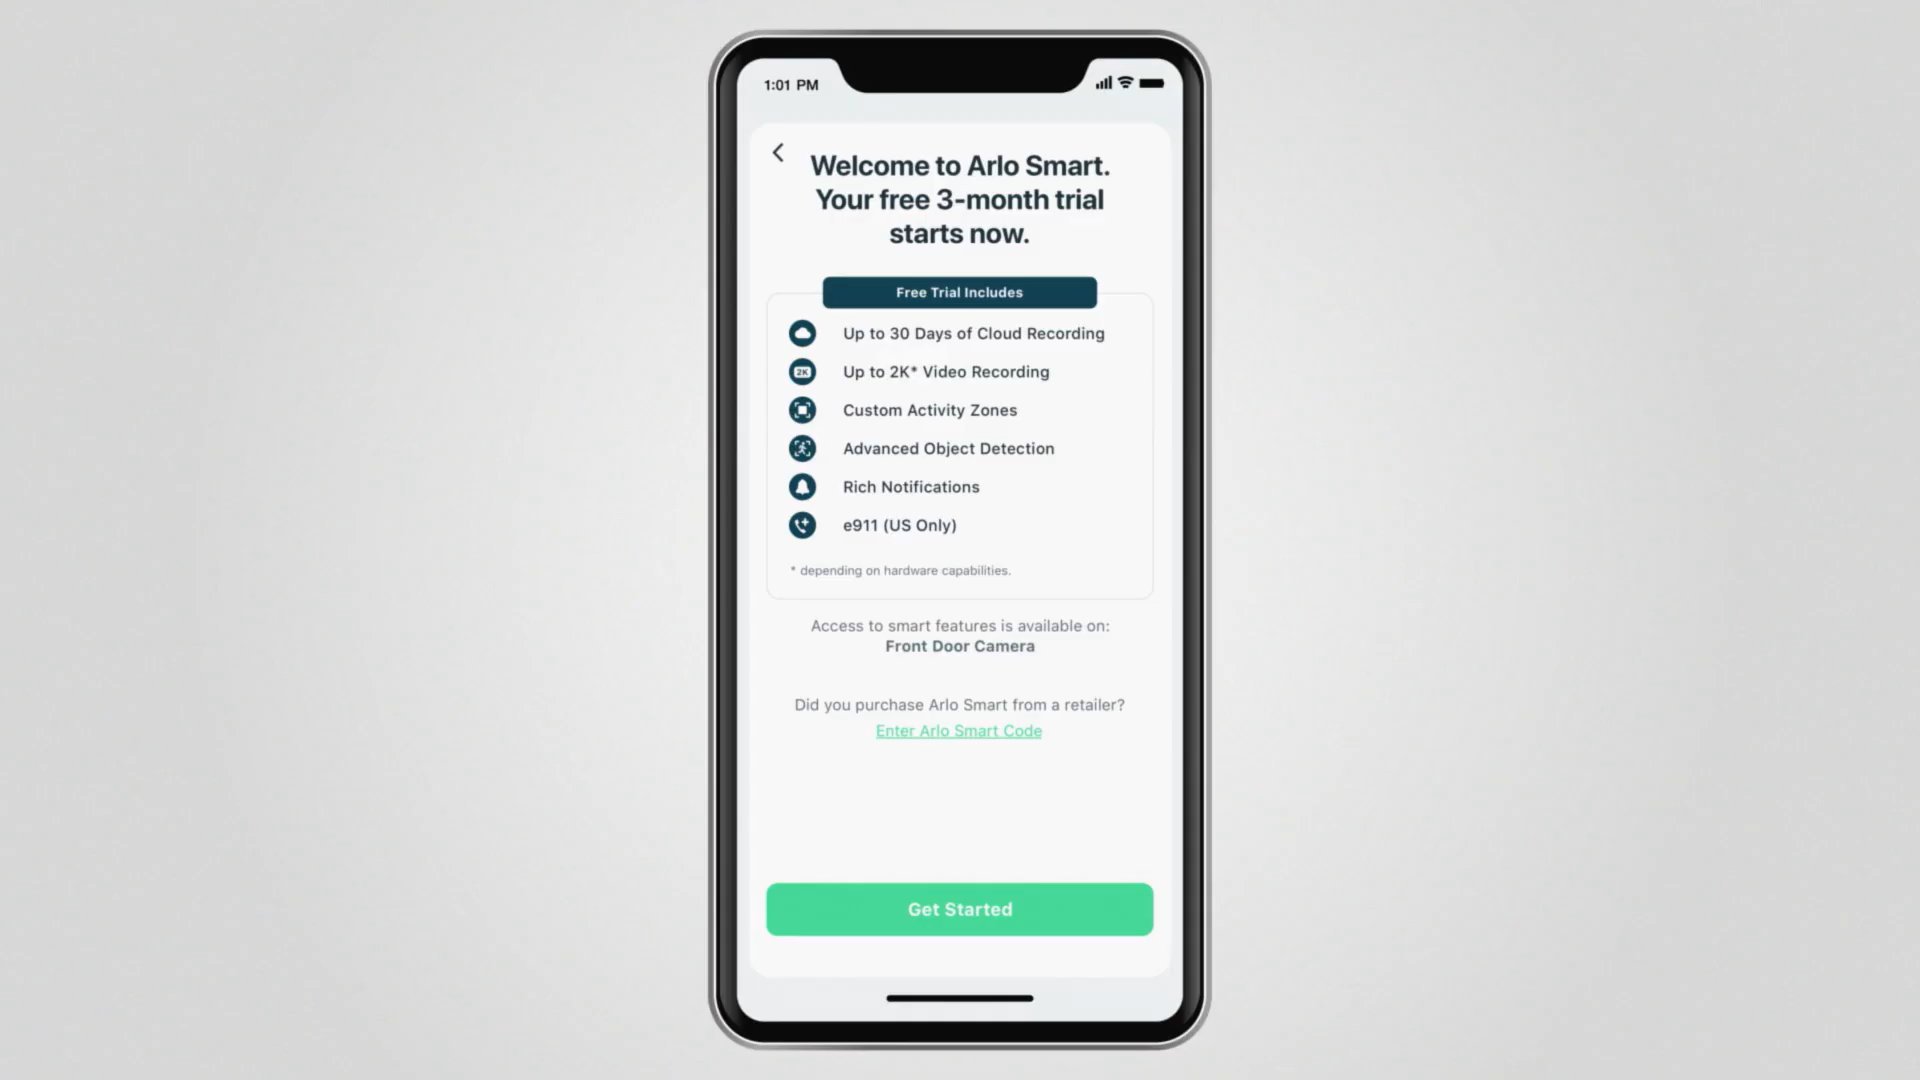 1:01 PM
Welcome to Arlo Smart.
Your free 3-month trial
starts now.
Free Trial Includes
Up to 30 Days of Cloud Recording
2K
Up to 2K* Video Recording
Custom Activity Zones
Advanced Object Detection
Rich Notifications
e911 (US Only)
* depending on hardware capabilities.
Access to smart features is available on:
Front Door Camera
Did you purchase Arlo Smart from a retailer?
Enter Arlo Smart Code
Get Started